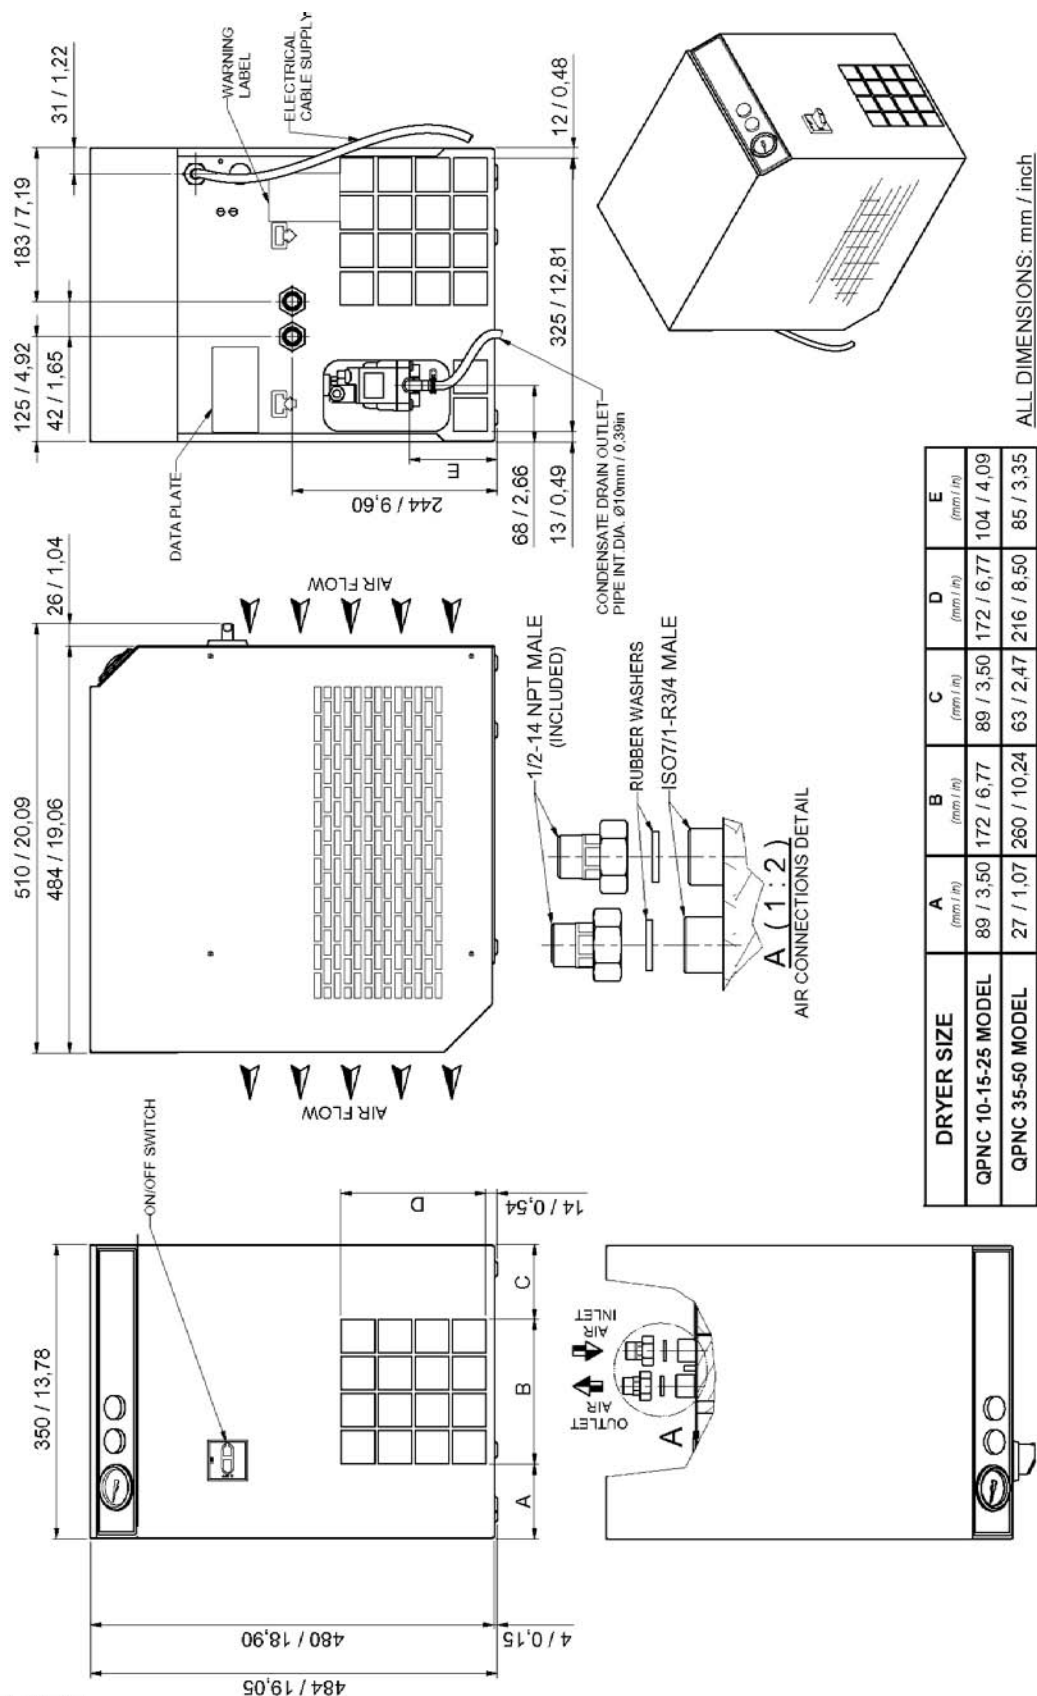 350 / 13,78
484 / 19,05
480 / 18,90
4 / 0,15
ON/OFF SWITCH
A
B
C
D
14 / 0,54
510 / 20,09
484 / 19,06
26 / 1,04
AIR FLOW
AIR FLOW
125 / 4,92
183 / 7,19
42 / 1,65
31 / 1,22
DATA PLATE
WARNING
LABEL
ELECTRICAL
CABLE SUPPLY
244 / 9,60
E
68 / 2,66
13 / 0,49
325 / 12,81
12 / 0,48
CONDENSATE DRAIN OUTLET
PIPE INT.DIA. Ø10mm / 0,39in
OUTLET
AIR
AIR
INLET
A
1/2-14 NPT MALE
(INCLUDED)
RUBBER WASHERS
ISO7/1-R3/4 MALE
A ( 1 : 2 )
AIR CONNECTIONS DETAIL
DRYER SIZE A (mm / in) B (mm / in) C (mm / in) D (mm / in) E (mm / in)
QPNC 10-15-25 MODEL 89 / 3,50 172 / 6,77 89 / 3,50 172 / 6,77 104 / 4,09
QPNC 35-50 MODEL 27 / 1,07 260 / 10,24 63 / 2,47 216 / 8,50 85 / 3,35
ALL DIMENSIONS: mm / inch